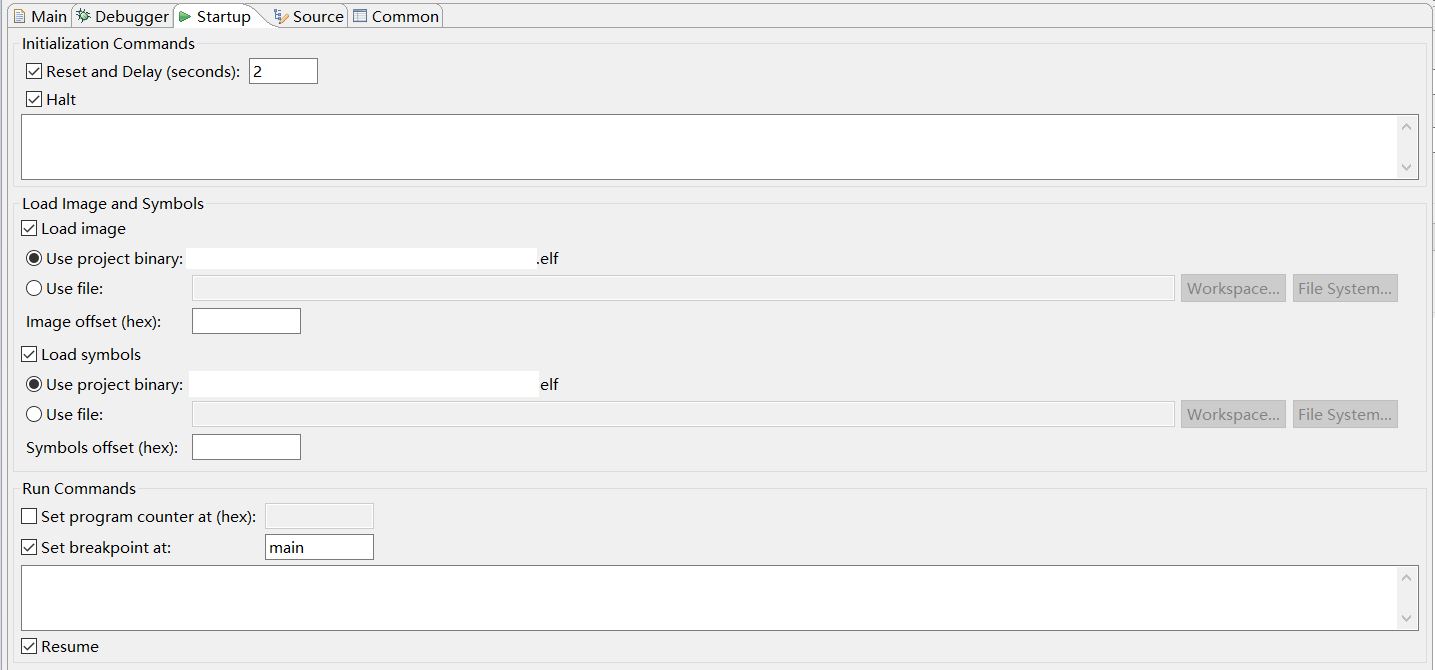 Main Debugger Startup Source Common
Initialization Commands
Reset and Delay (seconds): 2
Halt
Load Image and Symbols
Load image
Use project binary: .elf
Use file: Workspace... File System...
Image offset (hex):
Load symbols
Use project binary: elf
Use file: Workspace... File System...
Symbols offset (hex):
Run Commands
Set program counter at (hex):
Set breakpoint at: main
Resume